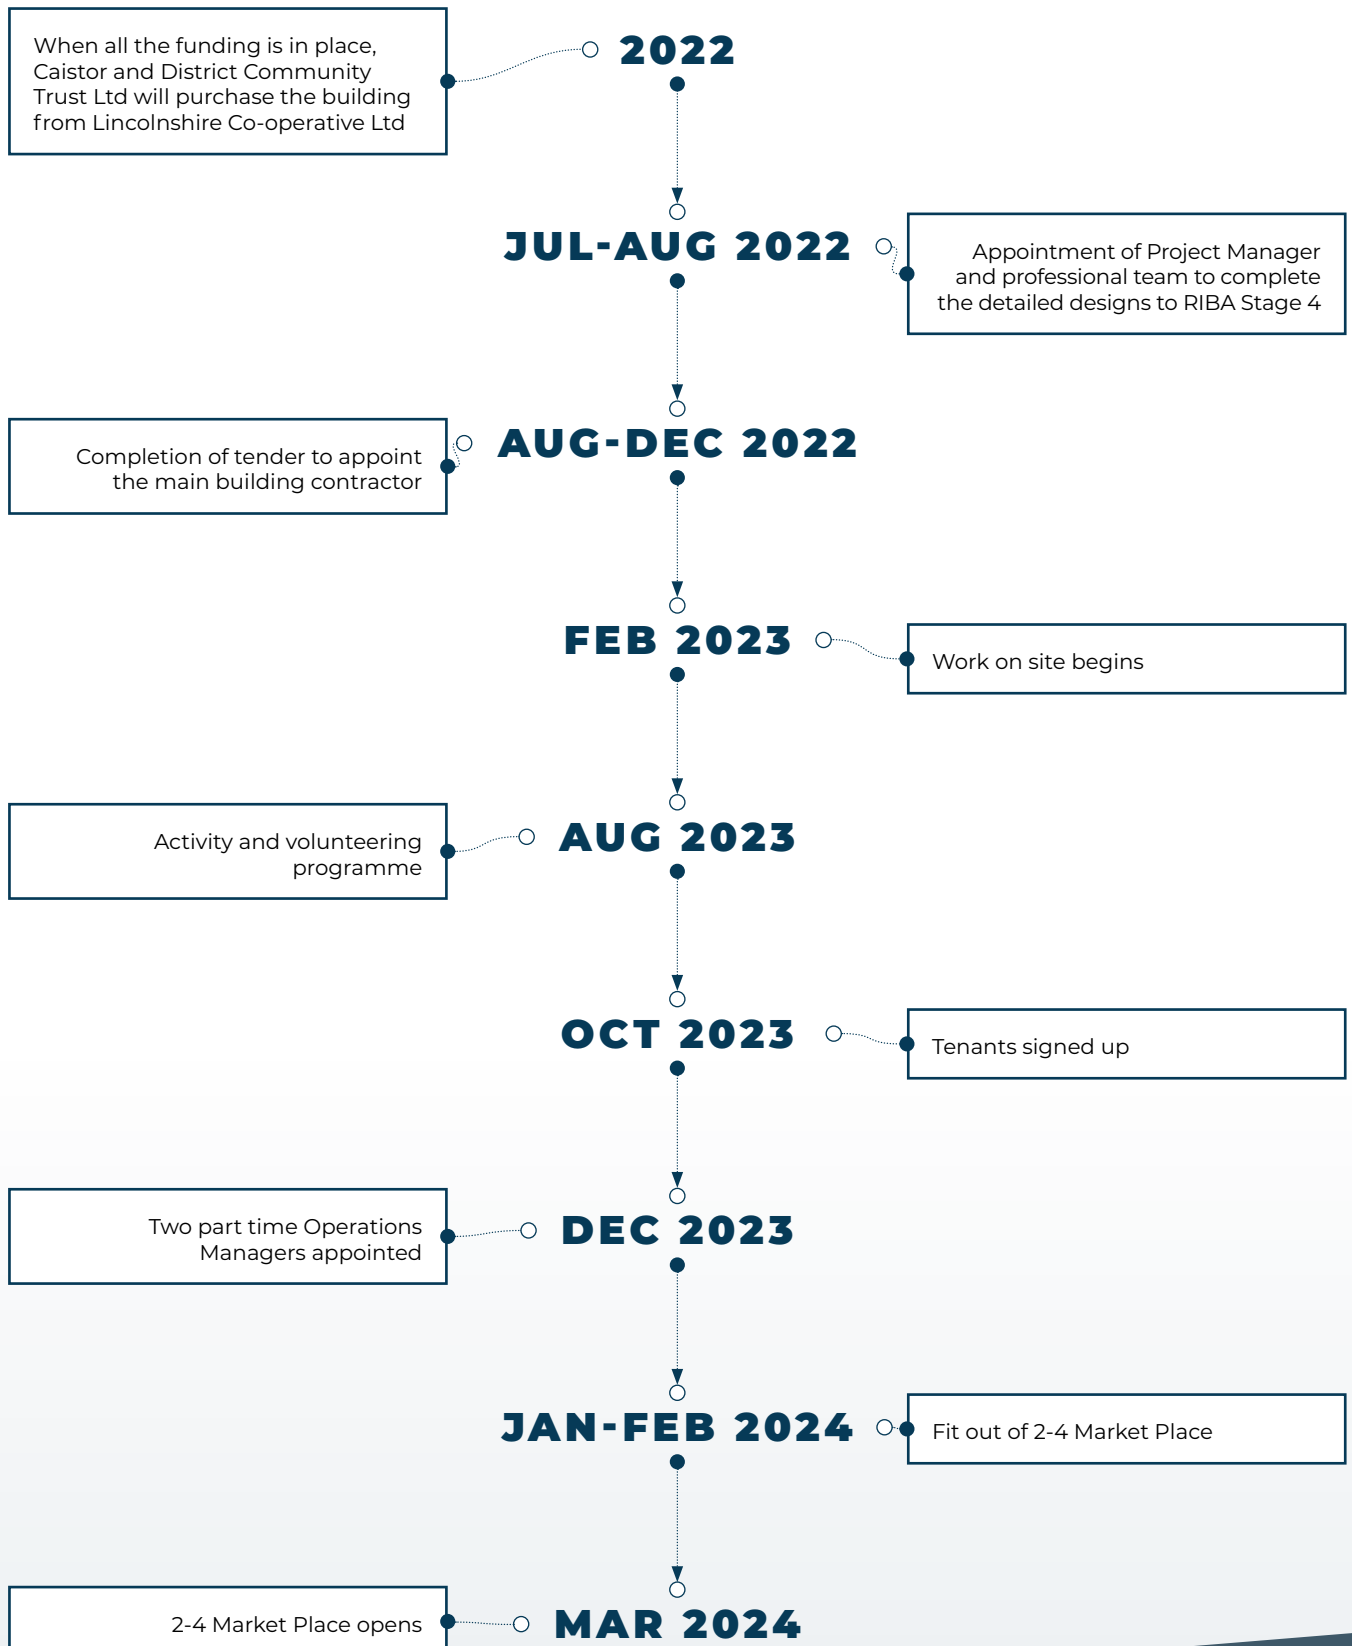 When all the funding is in place,
Caistor and District Community
Trust Ltd will purchase the building
from Lincolnshire Co-operative Ltd
2022
JUL-AUG 2022
Appointment of Project Manager
and professional team to complete
the detailed designs to RIBA Stage 4
Completion of tender to appoint
the main building contractor
AUG-DEC 2022
FEB 2023
Work on site begins
Activity and volunteering
programme
AUG 2023
OCT 2023
Tenants signed up
Two part time Operations
Managers appointed
DEC 2023
JAN-FEB 2024
Fit out of 2-4 Market Place
2-4 Market Place opens
MAR 2024